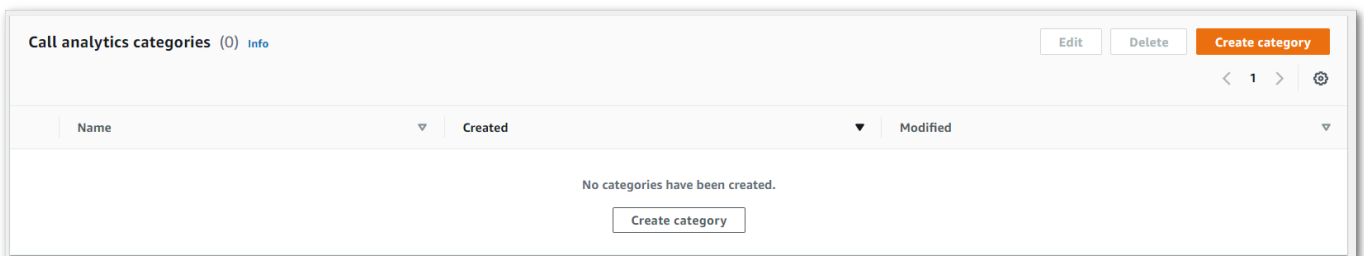 Call analytics categories (0) Info
Edit
Delete
Create category
1
Name
Created
Modified
No categories have been created.
Create category